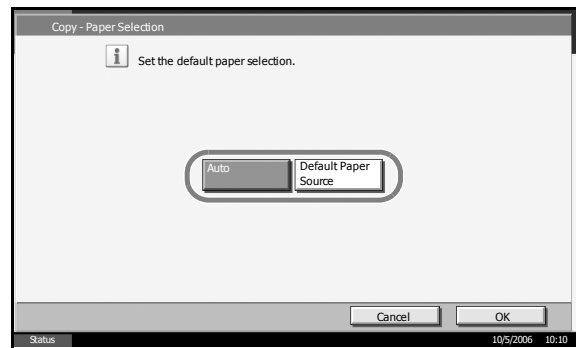 Copy - Paper Selection
i
Set the default paper selection.
Auto
Default Paper
Source
Cancel
OK
Status
10/5/2006 10:10